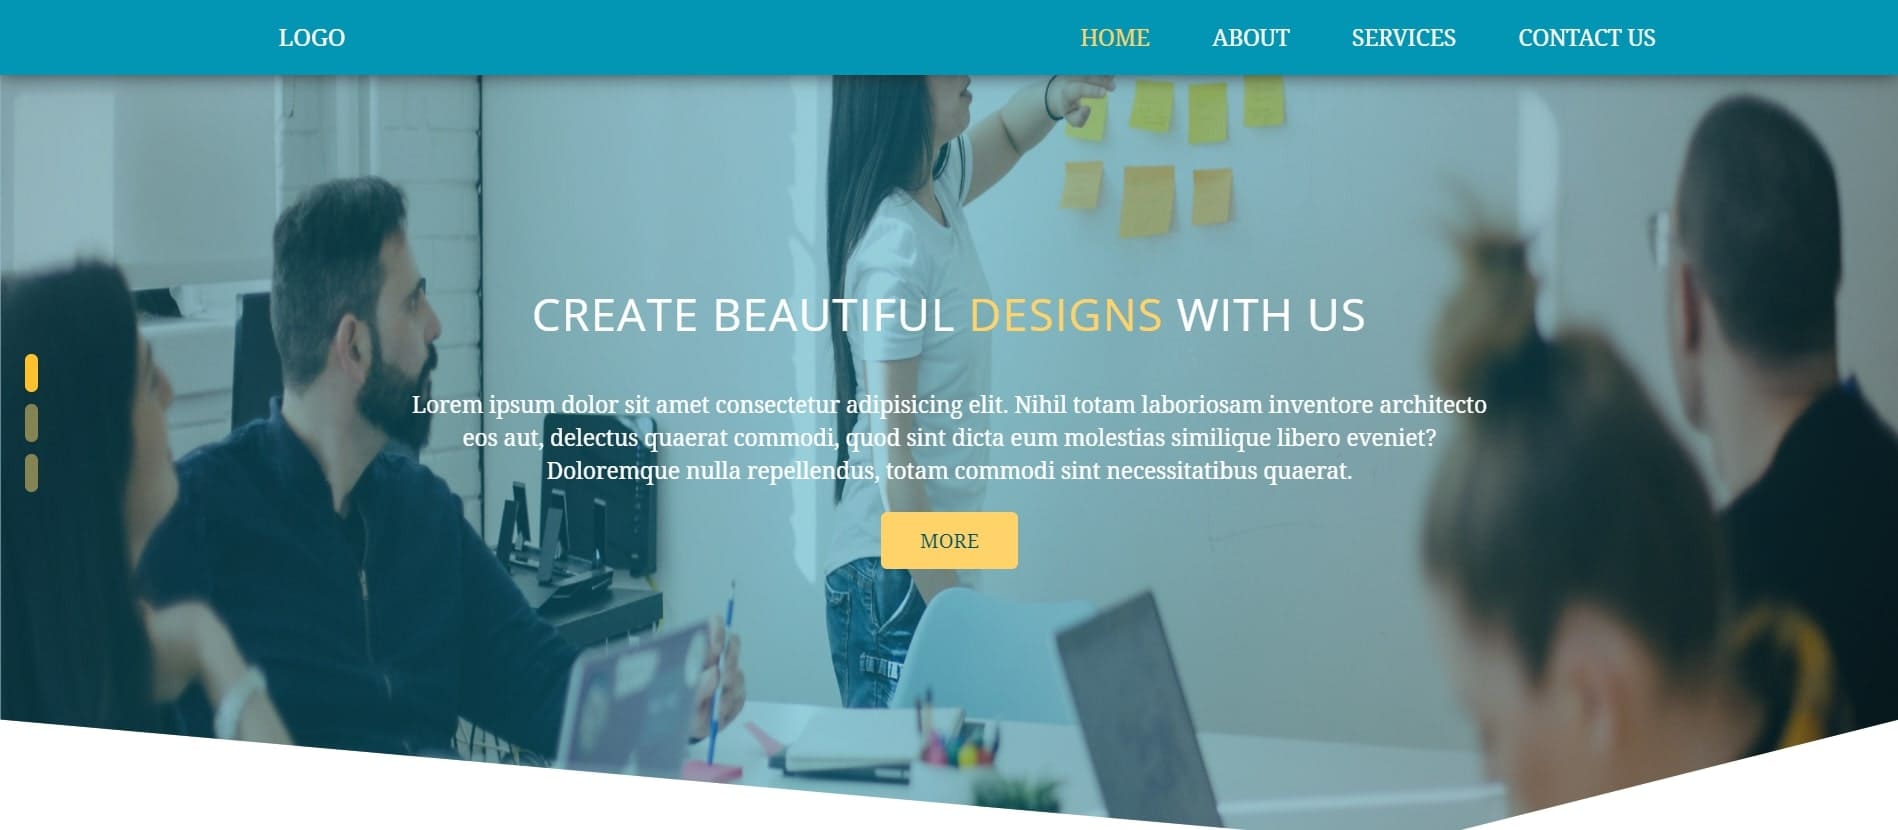 LOGO
HOME ABOUT SERVICES CONTACT US
CREATE BEAUTIFUL DESIGNS WITH US
Lorem ipsum dolor sit amet consectetur adipisicing elit. Nihil totam laboriosam inventore architecto
eos aut, delectus quaerat commodi, quod sint dicta eum molestias similique libero eveniet?
Doloremque nulla repellendus, totam commodi sint necessitatibus quaerat.
MORE